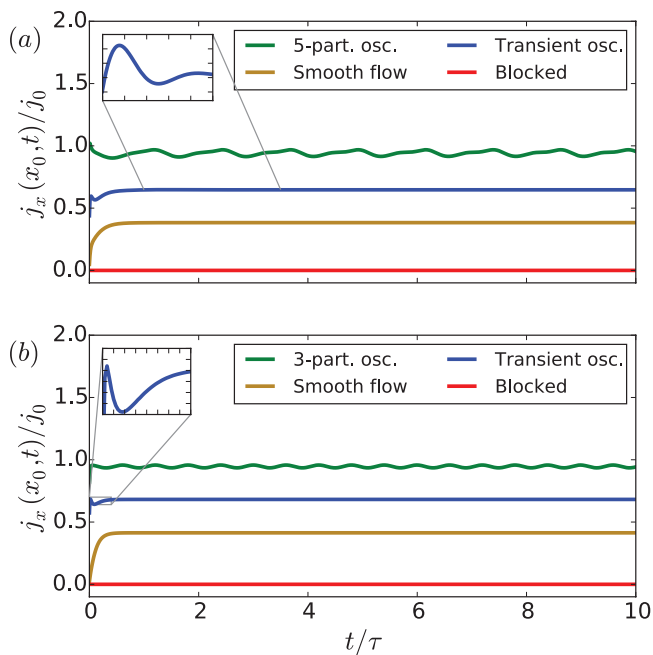 (a)
2.0
1.5
1.0
0.5
0.0
j_x(x_0,t)/j_0
5-part. osc.
Transient osc.
Smooth flow
Blocked
(b)
2.0
1.5
1.0
0.5
0.0
j_x(x_0,t)/j_0
3-part. osc.
Transient osc.
Smooth flow
Blocked
0 2 4 6 8 10
t/τ